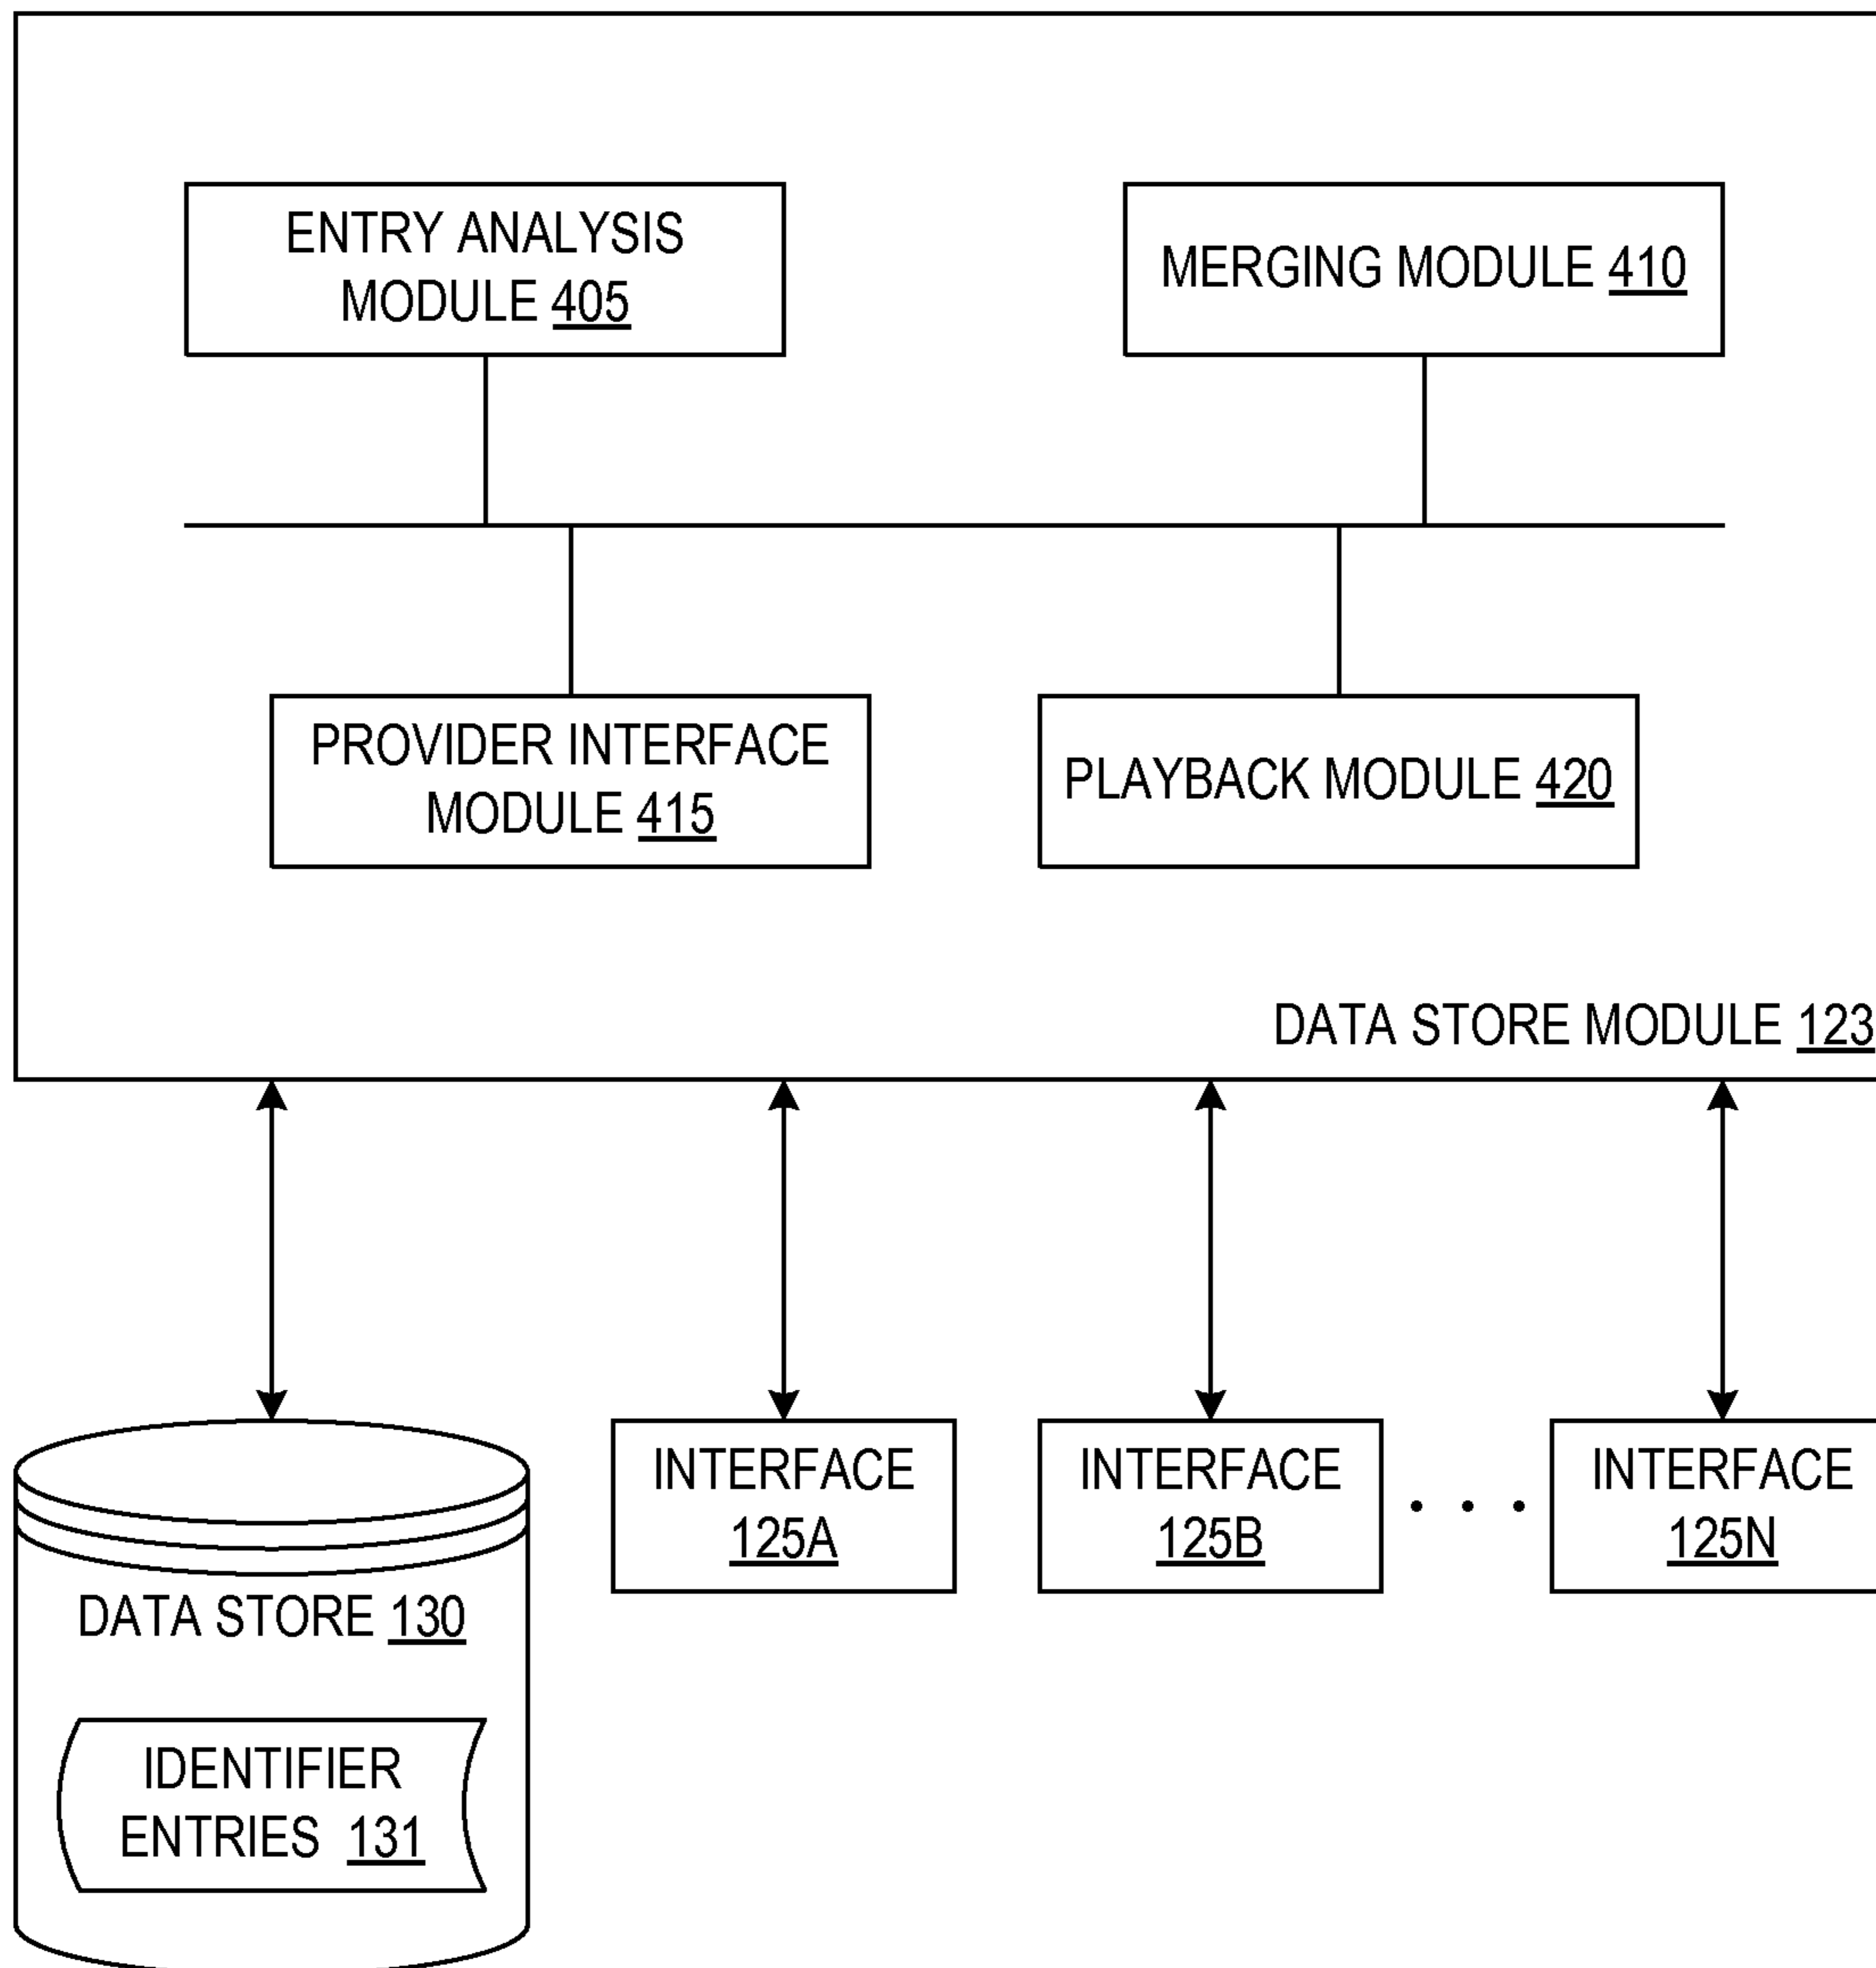 ENTRY ANALYSIS
MODULE 405
MERGING MODULE 410
PROVIDER INTERFACE
MODULE 415
PLAYBACK MODULE 420
DATA STORE MODULE 123
INTERFACE
125A
INTERFACE
125B
. . .
INTERFACE
125N
DATA STORE 130
IDENTIFIER
ENTRIES 131